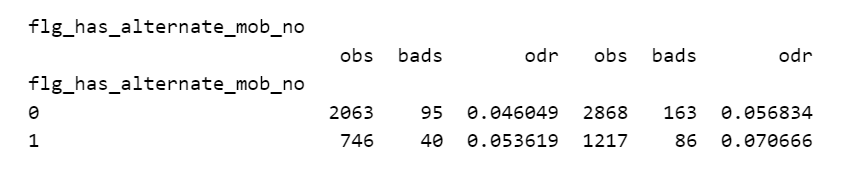 flg_has_alternate_mob_no
obs bads odr obs bads odr
flg_has_alternate_mob_no
0 2063 95 0.046049 2868 163 0.056834
1 746 40 0.053619 1217 86 0.070666